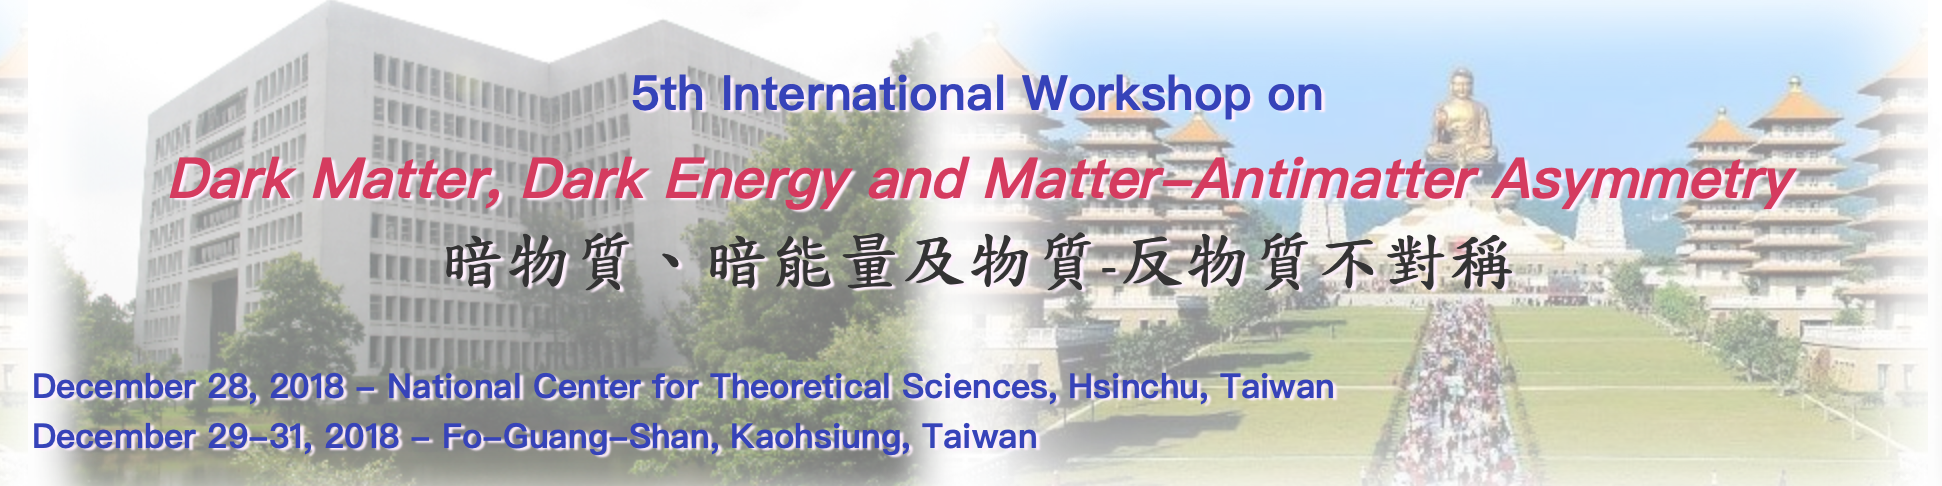 5th International Workshop on
Dark Matter, Dark Energy and Matter–Antimatter Asymmetry
暗物質、暗能量及物質-反物質不對稱
December 28, 2018 – National Center for Theoretical Sciences, Hsinchu, Taiwan
December 29–31, 2018 – Fo–Guang–Shan, Kaohsiung, Taiwan